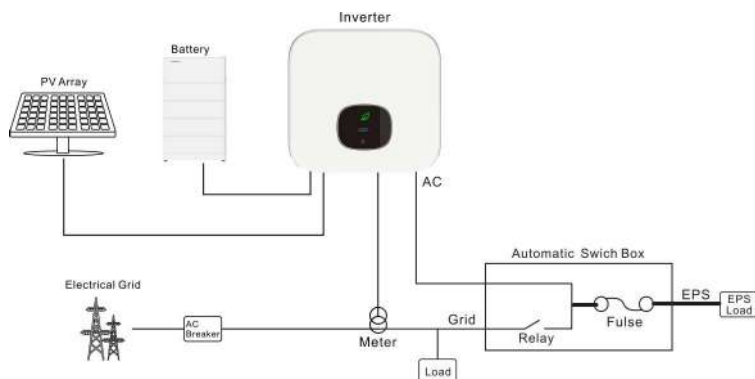 Inverter
Battery
PV Array
AC
Automatic Swich Box
Electrical Grid
EPS
EPS
Load
AC
Breaker
Grid
Fulse
Meter
Relay
Load